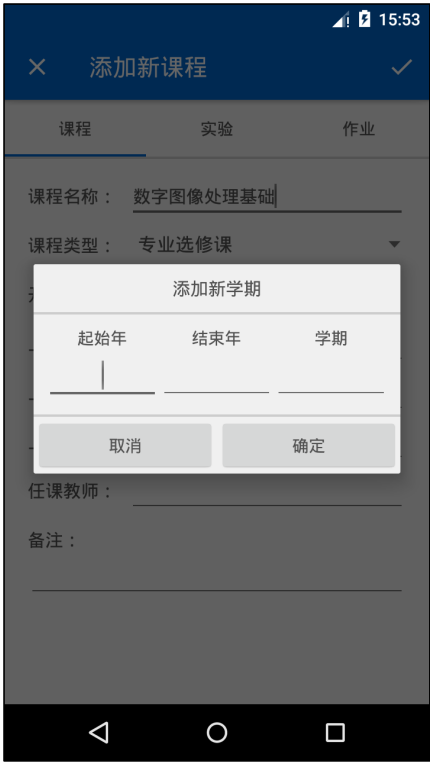 15:53
添加新课程
课程 实验 作业
课程名称： 数字图像处理基础
课程类型： 专业选修课
添加新学期
起始年 结束年 学期
取消 确定
任课教师：
备注：